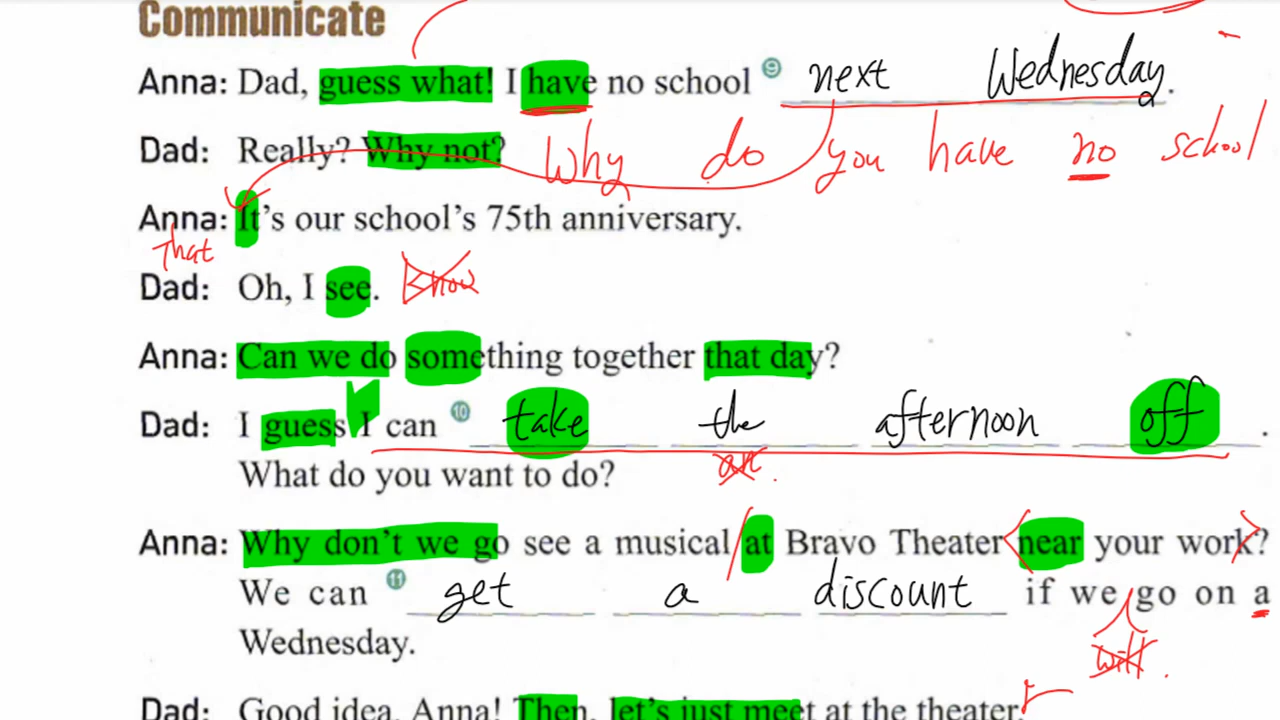 Communicate
Anna: Dad, guess what! I have no school ⑨ next Wednesday.
Dad: Really? Why not? Why do you have no school
Anna: It's our school's 75th anniversary.
That
Dad: Oh, I see. know
Anna: Can we do something together that day?
Dad: I guess I can ⑩ take the afternoon off.
an
What do you want to do?
Anna: Why don't we go see a musical at Bravo Theater near your work?
We can ⑪ get a discount if we go on a
Wednesday.
will
Dad: Good idea, Anna! Then, let's just meet at the theater.